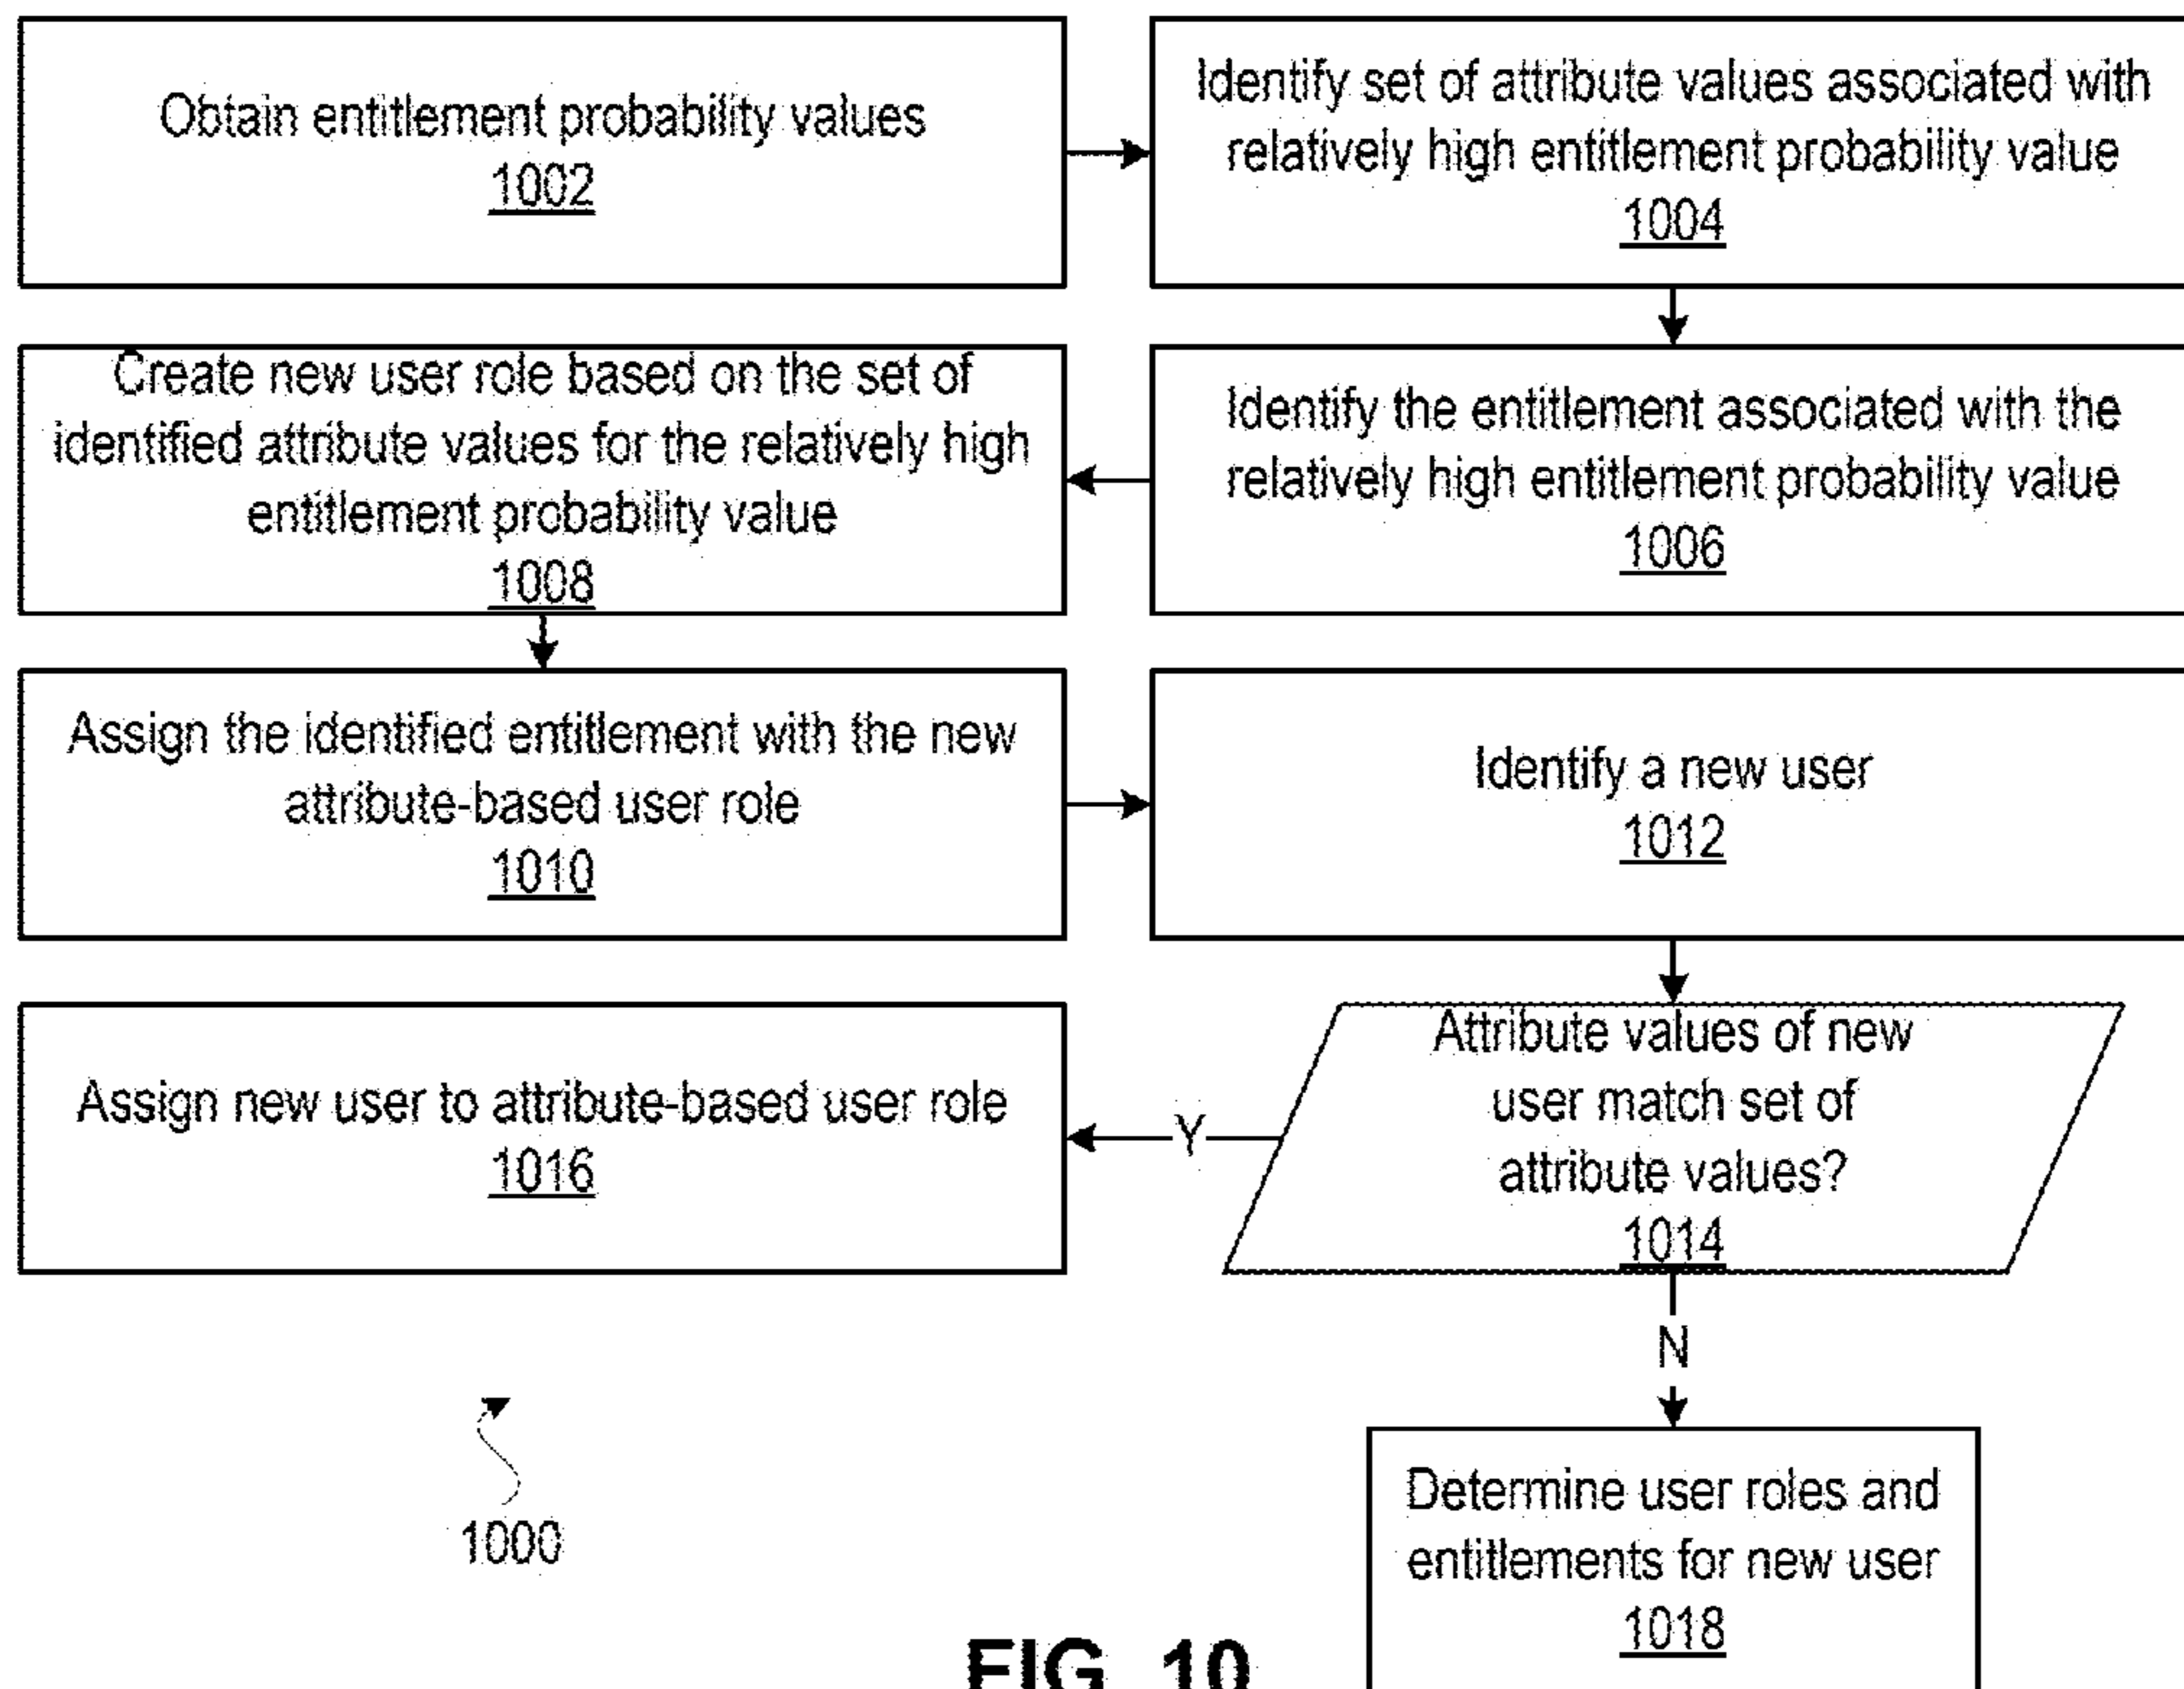 Obtain entitlement probability values
1002
Identify set of attribute values associated with
relatively high entitlement probability value
1004
Identify the entitlement associated with the
relatively high entitlement probability value
1006
Create new user role based on the set of
identified attribute values for the relatively high
entitlement probability value
1008
Assign the identified entitlement with the new
attribute-based user role
1010
Identify a new user
1012
Attribute values of new
user match set of
attribute values?
1014
Y
Assign new user to attribute-based user role
1016
N
Determine user roles and
entitlements for new user
1018
1000
FIG. 10